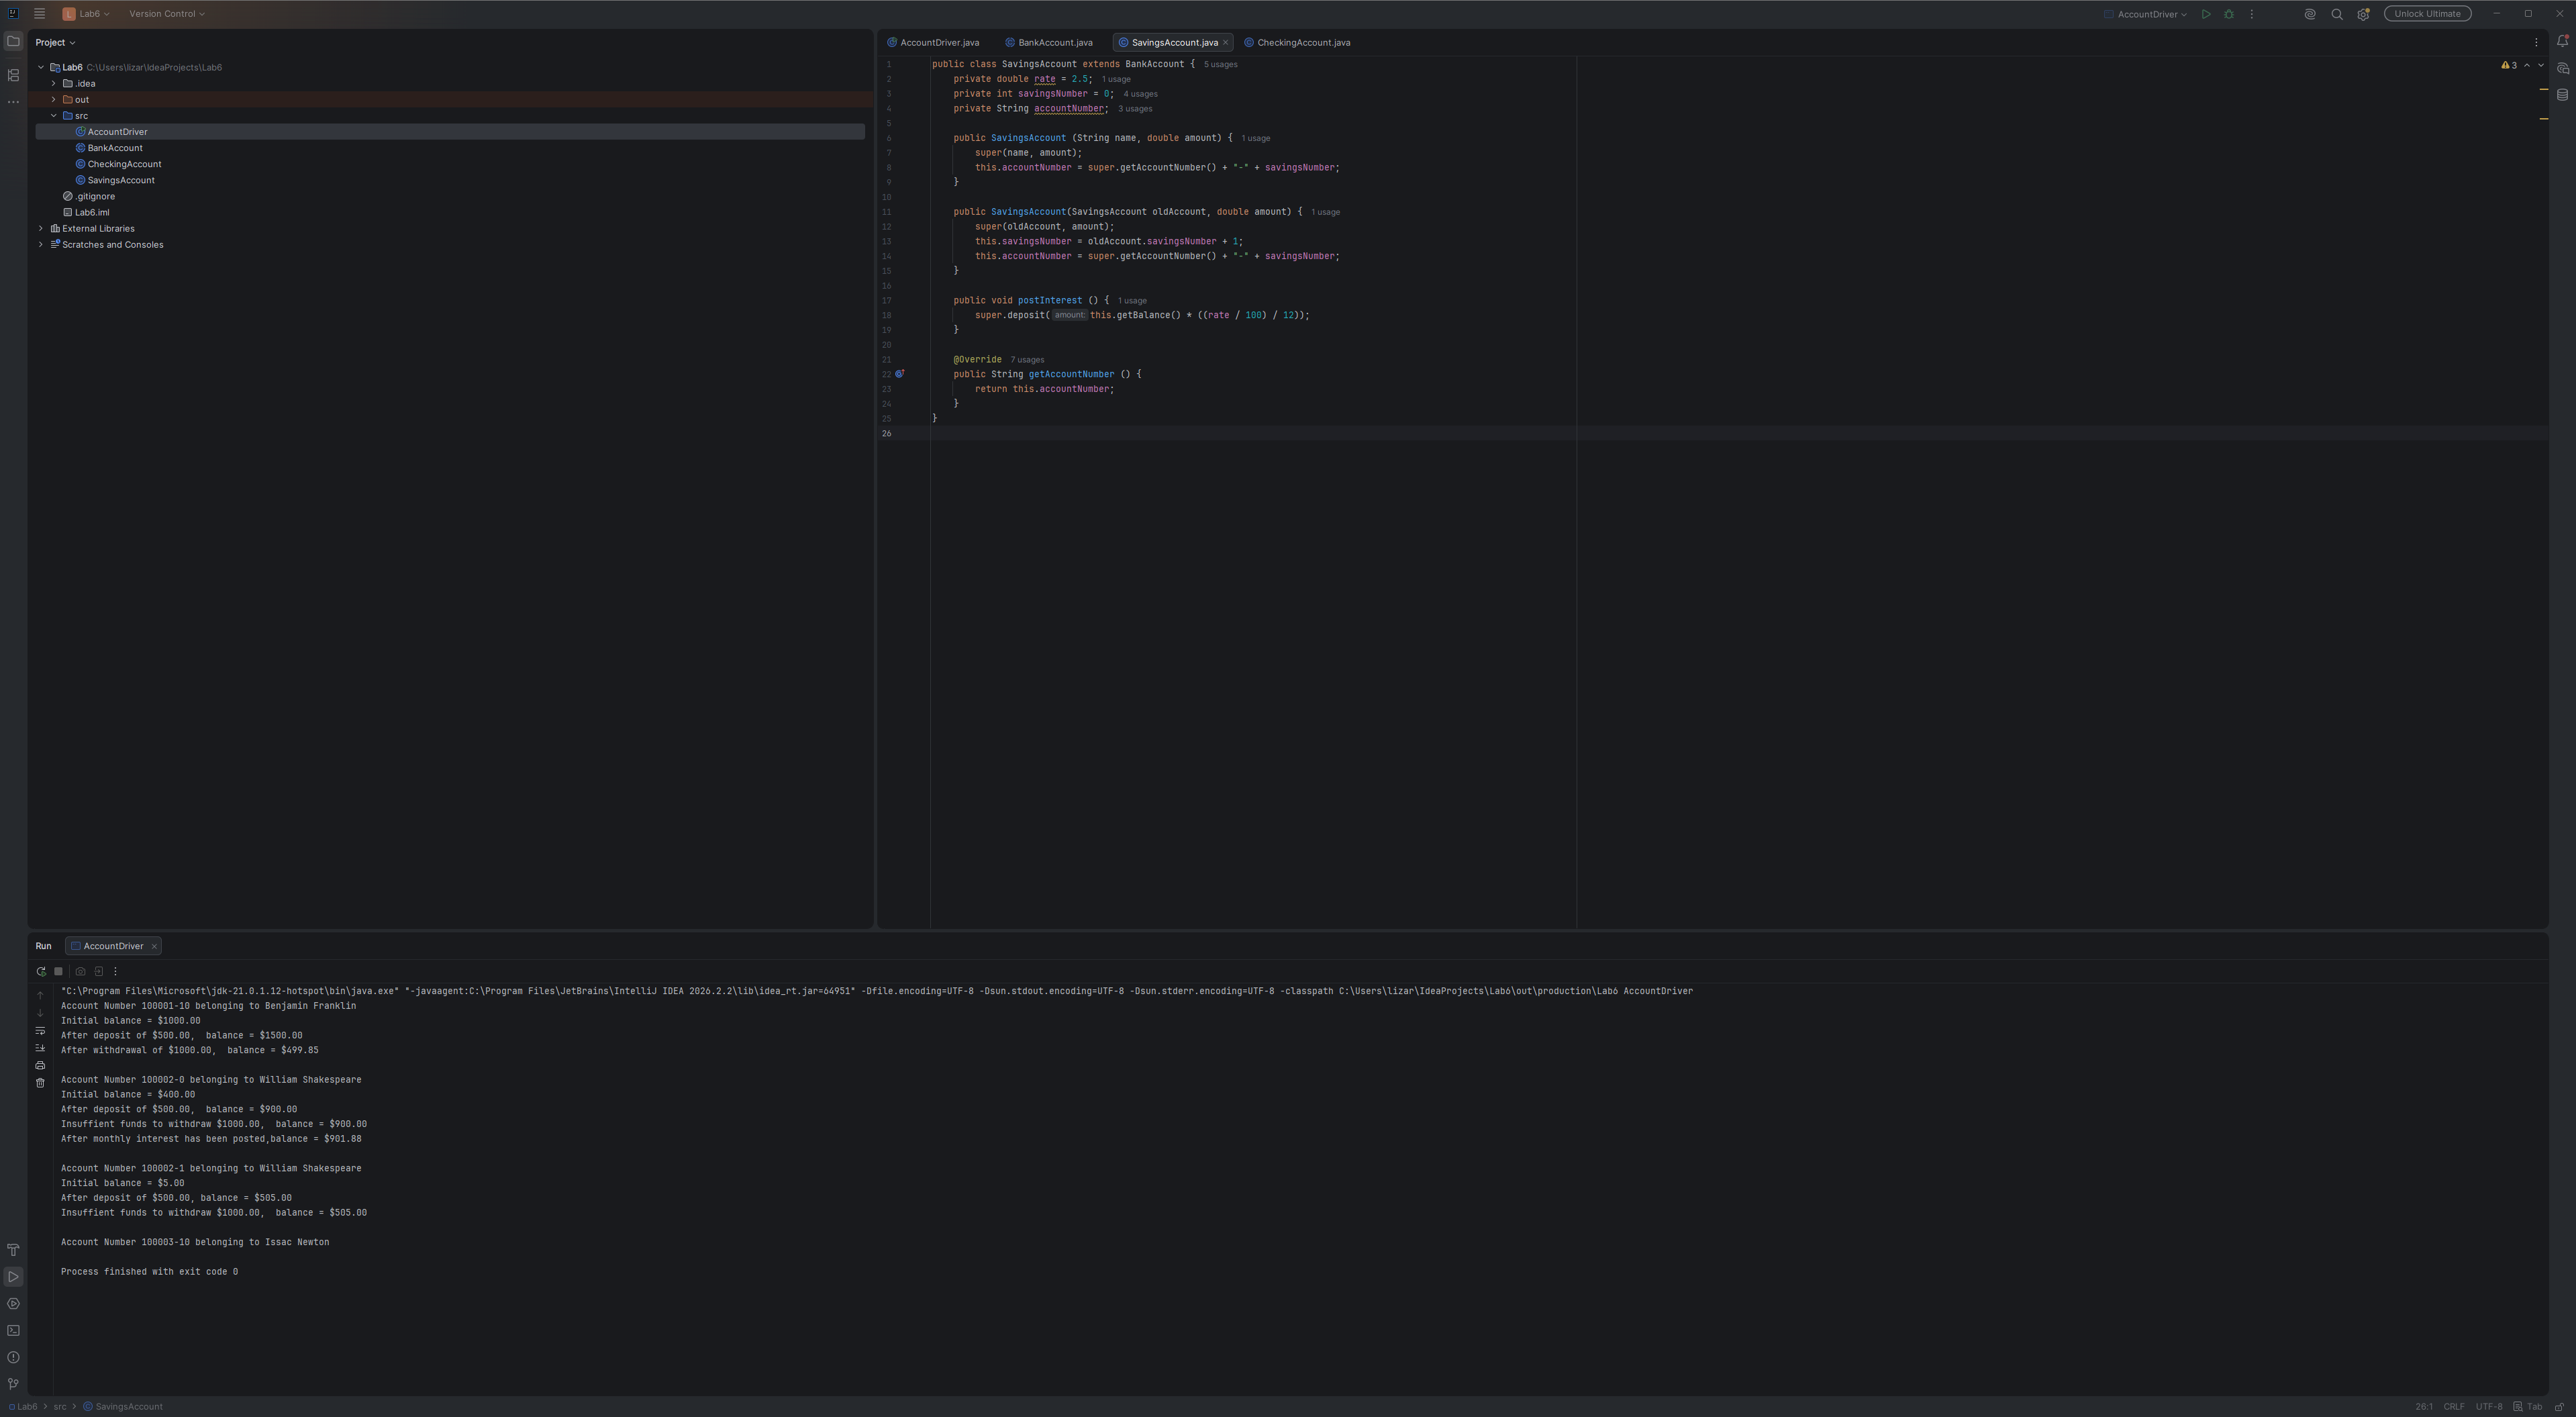 L Lab6 Version Control AccountDriver Unlock Ultimate
Project
Lab6 C:\Users\lizar\IdeaProjects\Lab6
.idea
out
src
AccountDriver
BankAccount
CheckingAccount
SavingsAccount
.gitignore
Lab6.iml
External Libraries
Scratches and Consoles
AccountDriver.java BankAccount.java SavingsAccount.java CheckingAccount.java
3
1 public class SavingsAccount extends BankAccount { 5 usages
2 private double rate = 2.5; 1 usage
3 private int savingsNumber = 0; 4 usages
4 private String accountNumber; 3 usages
5
6 public SavingsAccount (String name, double amount) { 1 usage
7 super(name, amount);
8 this.accountNumber = super.getAccountNumber() + "-" + savingsNumber;
9 }
10
11 public SavingsAccount(SavingsAccount oldAccount, double amount) { 1 usage
12 super(oldAccount, amount);
13 this.savingsNumber = oldAccount.savingsNumber + 1;
14 this.accountNumber = super.getAccountNumber() + "-" + savingsNumber;
15 }
16
17 public void postInterest () { 1 usage
18 super.deposit( amount: this.getBalance() * ((rate / 100) / 12));
19 }
20
21 @Override 7 usages
22 public String getAccountNumber () {
23 return this.accountNumber;
24 }
25 }
26
Run AccountDriver
"C:\Program Files\Microsoft\jdk-21.0.1.12-hotspot\bin\java.exe" "-javaagent:C:\Program Files\JetBrains\IntelliJ IDEA 2026.2.2\lib\idea_rt.jar=64951" -Dfile.encoding=UTF-8 -Dsun.stdout.encoding=UTF-8 -Dsun.stderr.encoding=UTF-8 -classpath C:\Users\lizar\IdeaProjects\Lab6\out\production\Lab6 AccountDriver
Account Number 100001-10 belonging to Benjamin Franklin
Initial balance = $1000.00
After deposit of $500.00,  balance = $1500.00
After withdrawal of $1000.00,  balance = $499.85
Account Number 100002-0 belonging to William Shakespeare
Initial balance = $400.00
After deposit of $500.00,  balance = $900.00
Insuffient funds to withdraw $1000.00,  balance = $900.00
After monthly interest has been posted,balance = $901.88
Account Number 100002-1 belonging to William Shakespeare
Initial balance = $5.00
After deposit of $500.00, balance = $505.00
Insuffient funds to withdraw $1000.00,  balance = $505.00
Account Number 100003-10 belonging to Issac Newton
Process finished with exit code 0
Lab6 > src > SavingsAccount 26:1 CRLF UTF-8 Tab